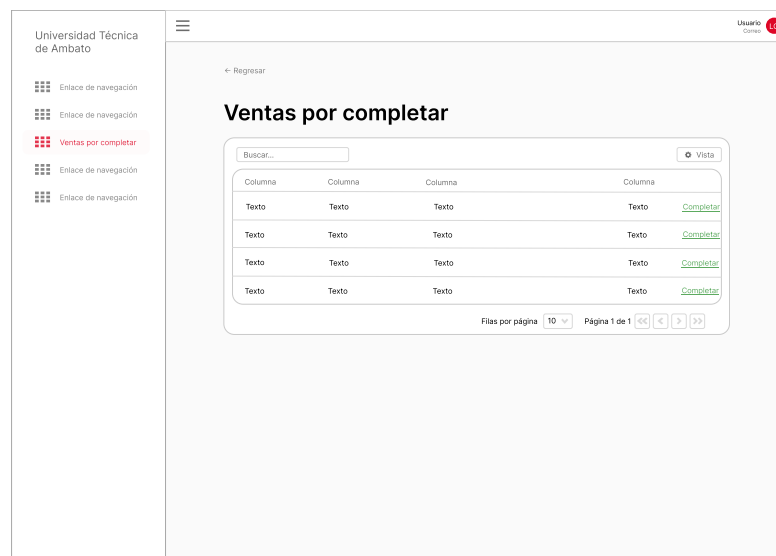 Universidad Técnica
de Ambato
Enlace de navegación
Enlace de navegación
Ventas por completar
Enlace de navegación
Enlace de navegación
Usuario
Correo
← Regresar
Ventas por completar
Buscar...
Vista
Columna Columna Columna Columna
Texto Texto Texto Texto Completar
Texto Texto Texto Texto Completar
Texto Texto Texto Texto Completar
Texto Texto Texto Texto Completar
Filas por página 10 Página 1 de 1 << < > >>